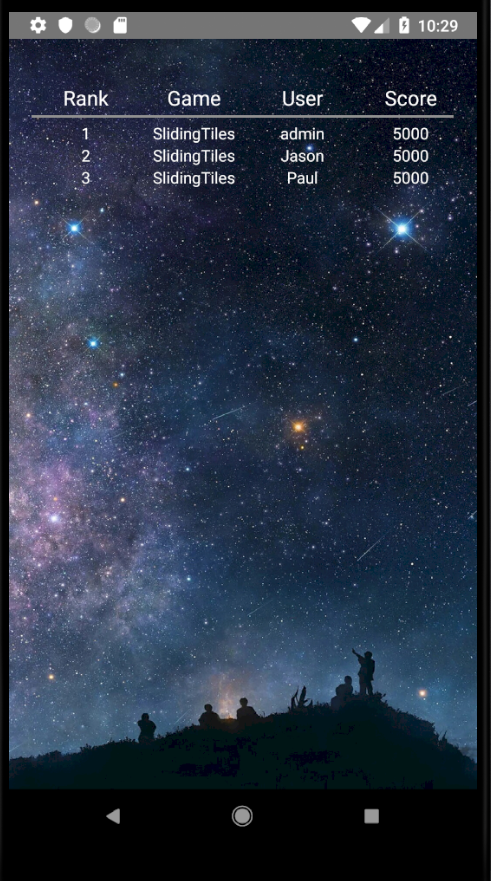 10:29
Rank Game User Score
1 SlidingTiles admin 5000
2 SlidingTiles Jason 5000
3 SlidingTiles Paul 5000